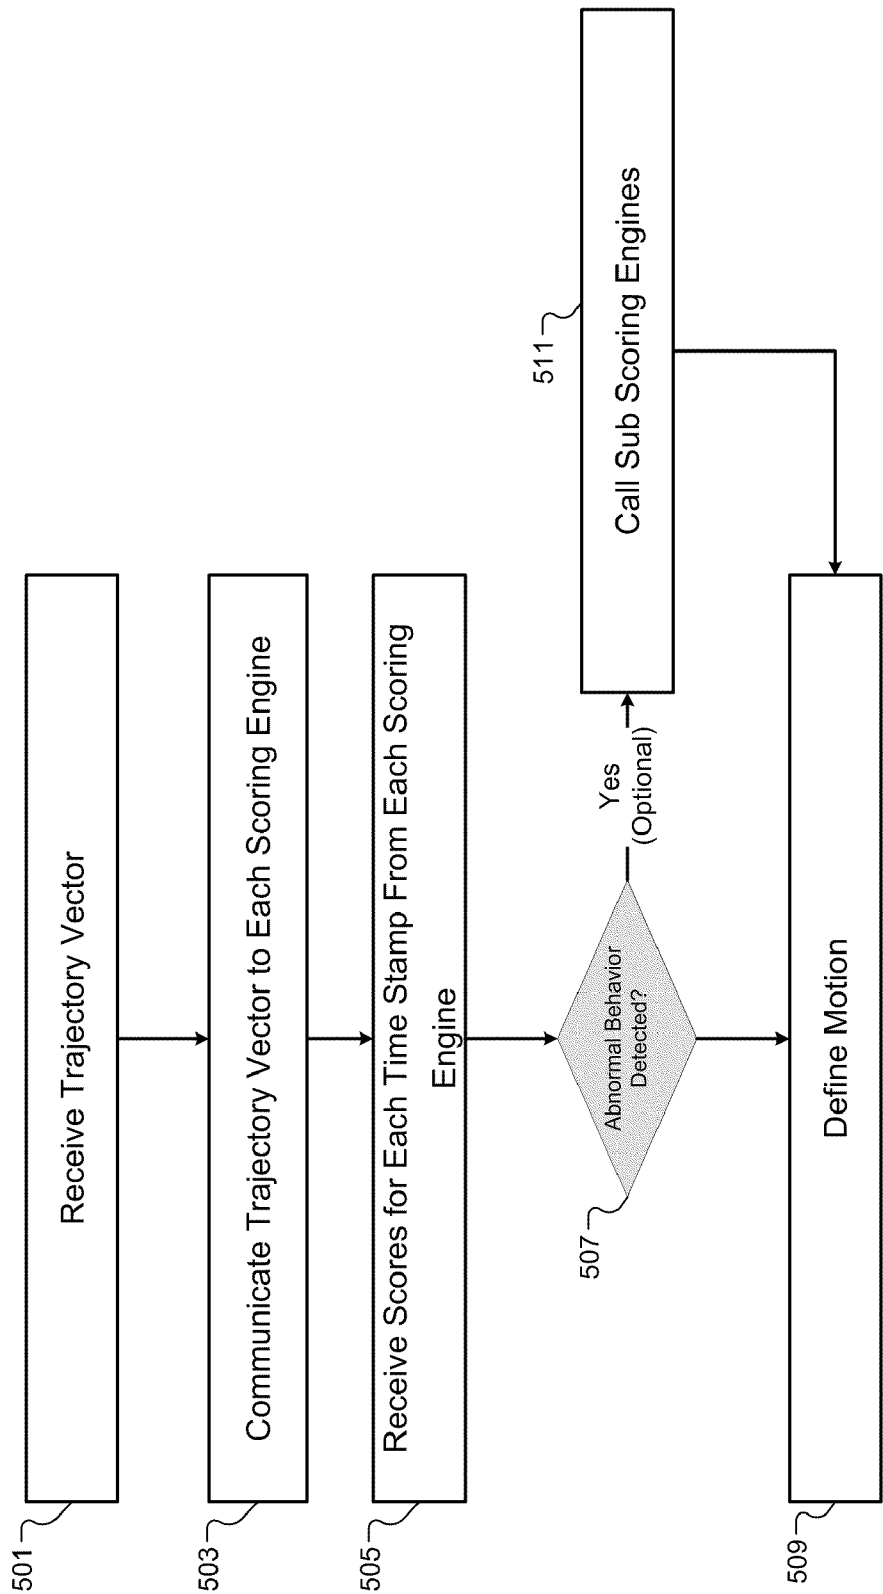 501
Receive Trajectory Vector
503
Communicate Trajectory Vector to Each Scoring Engine
505
Receive Scores for Each Time Stamp From Each Scoring
Engine
507
Abnormal Behavior
Detected?
Yes
(Optional)
511
Call Sub Scoring Engines
509
Define Motion